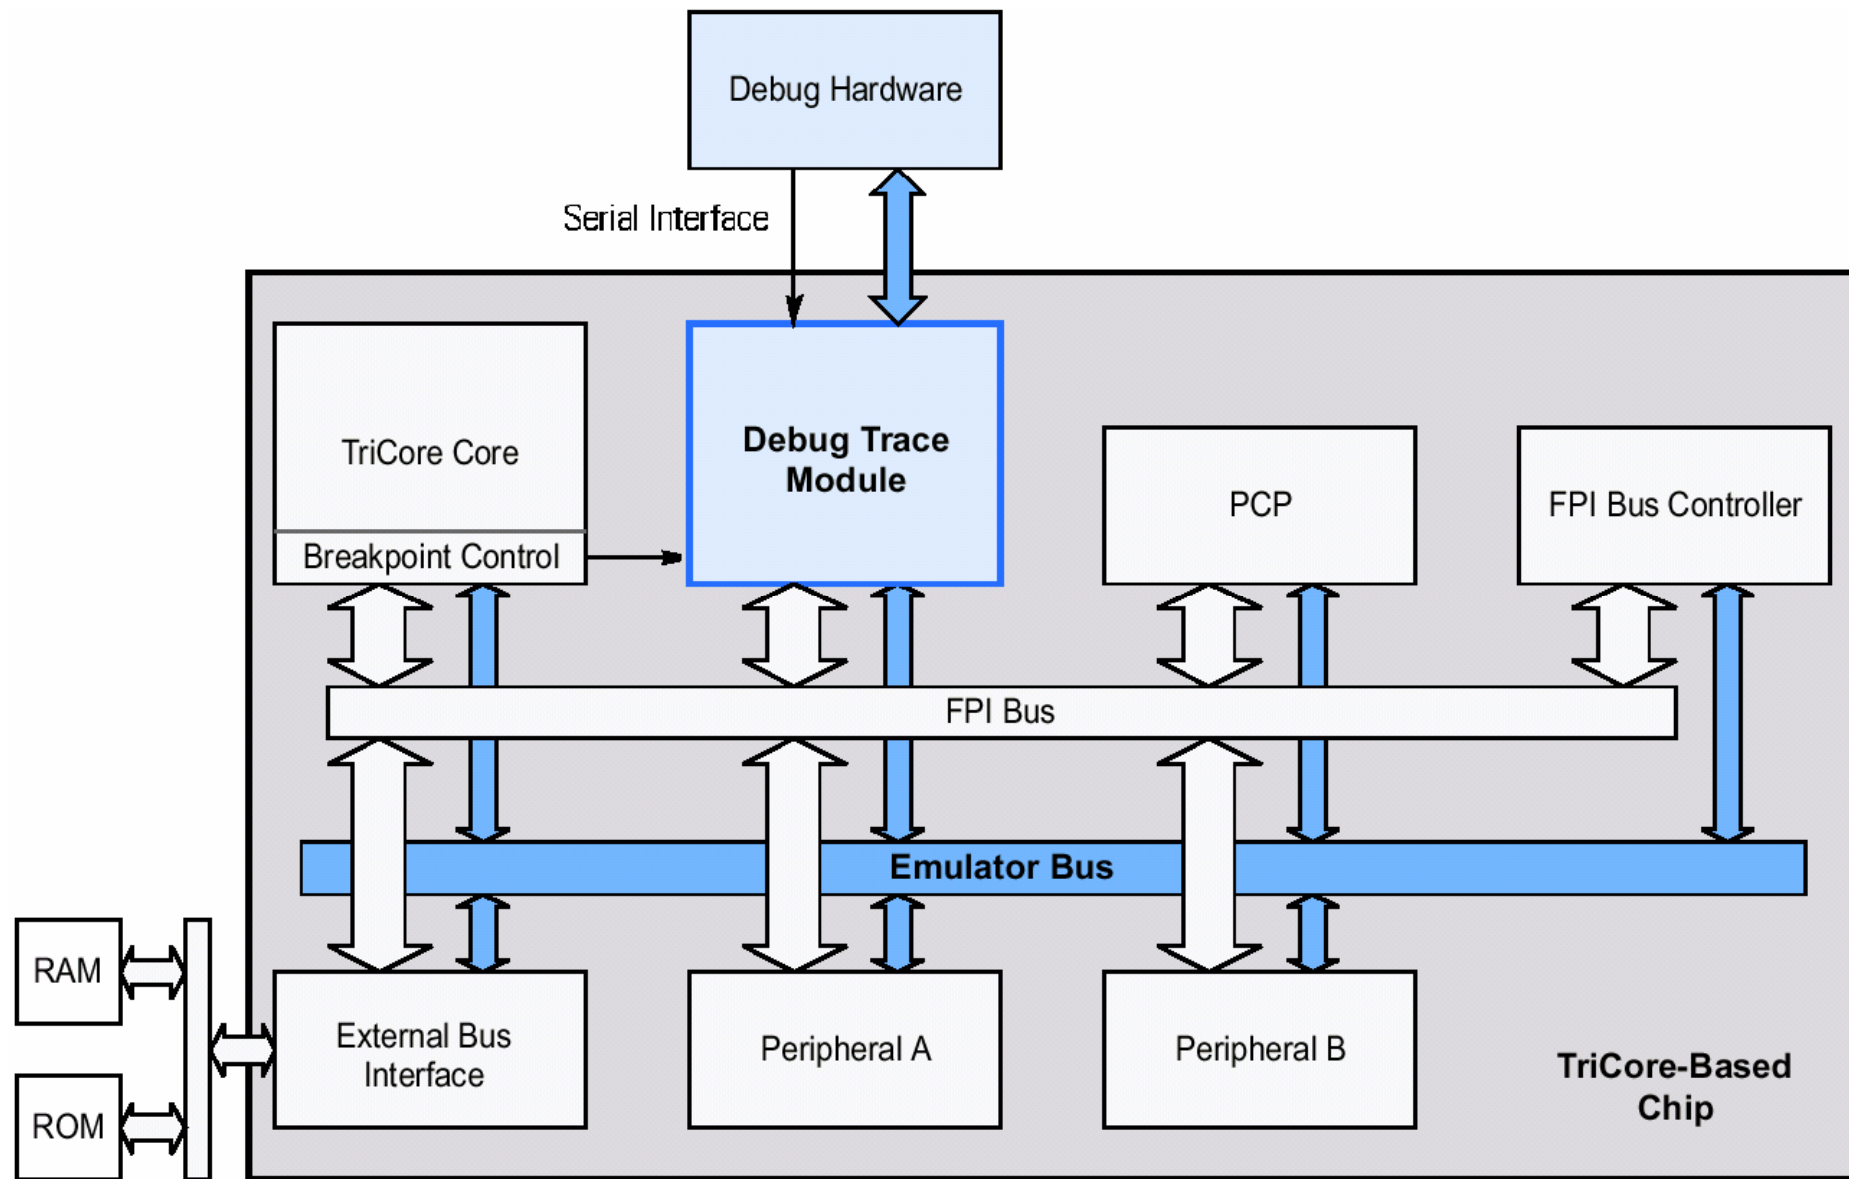 Debug Hardware
Serial Interface
TriCore Core
Breakpoint Control
Debug Trace
Module
PCP
FPI Bus Controller
FPI Bus
Emulator Bus
RAM
ROM
External Bus
Interface
Peripheral A
Peripheral B
TriCore-Based
Chip